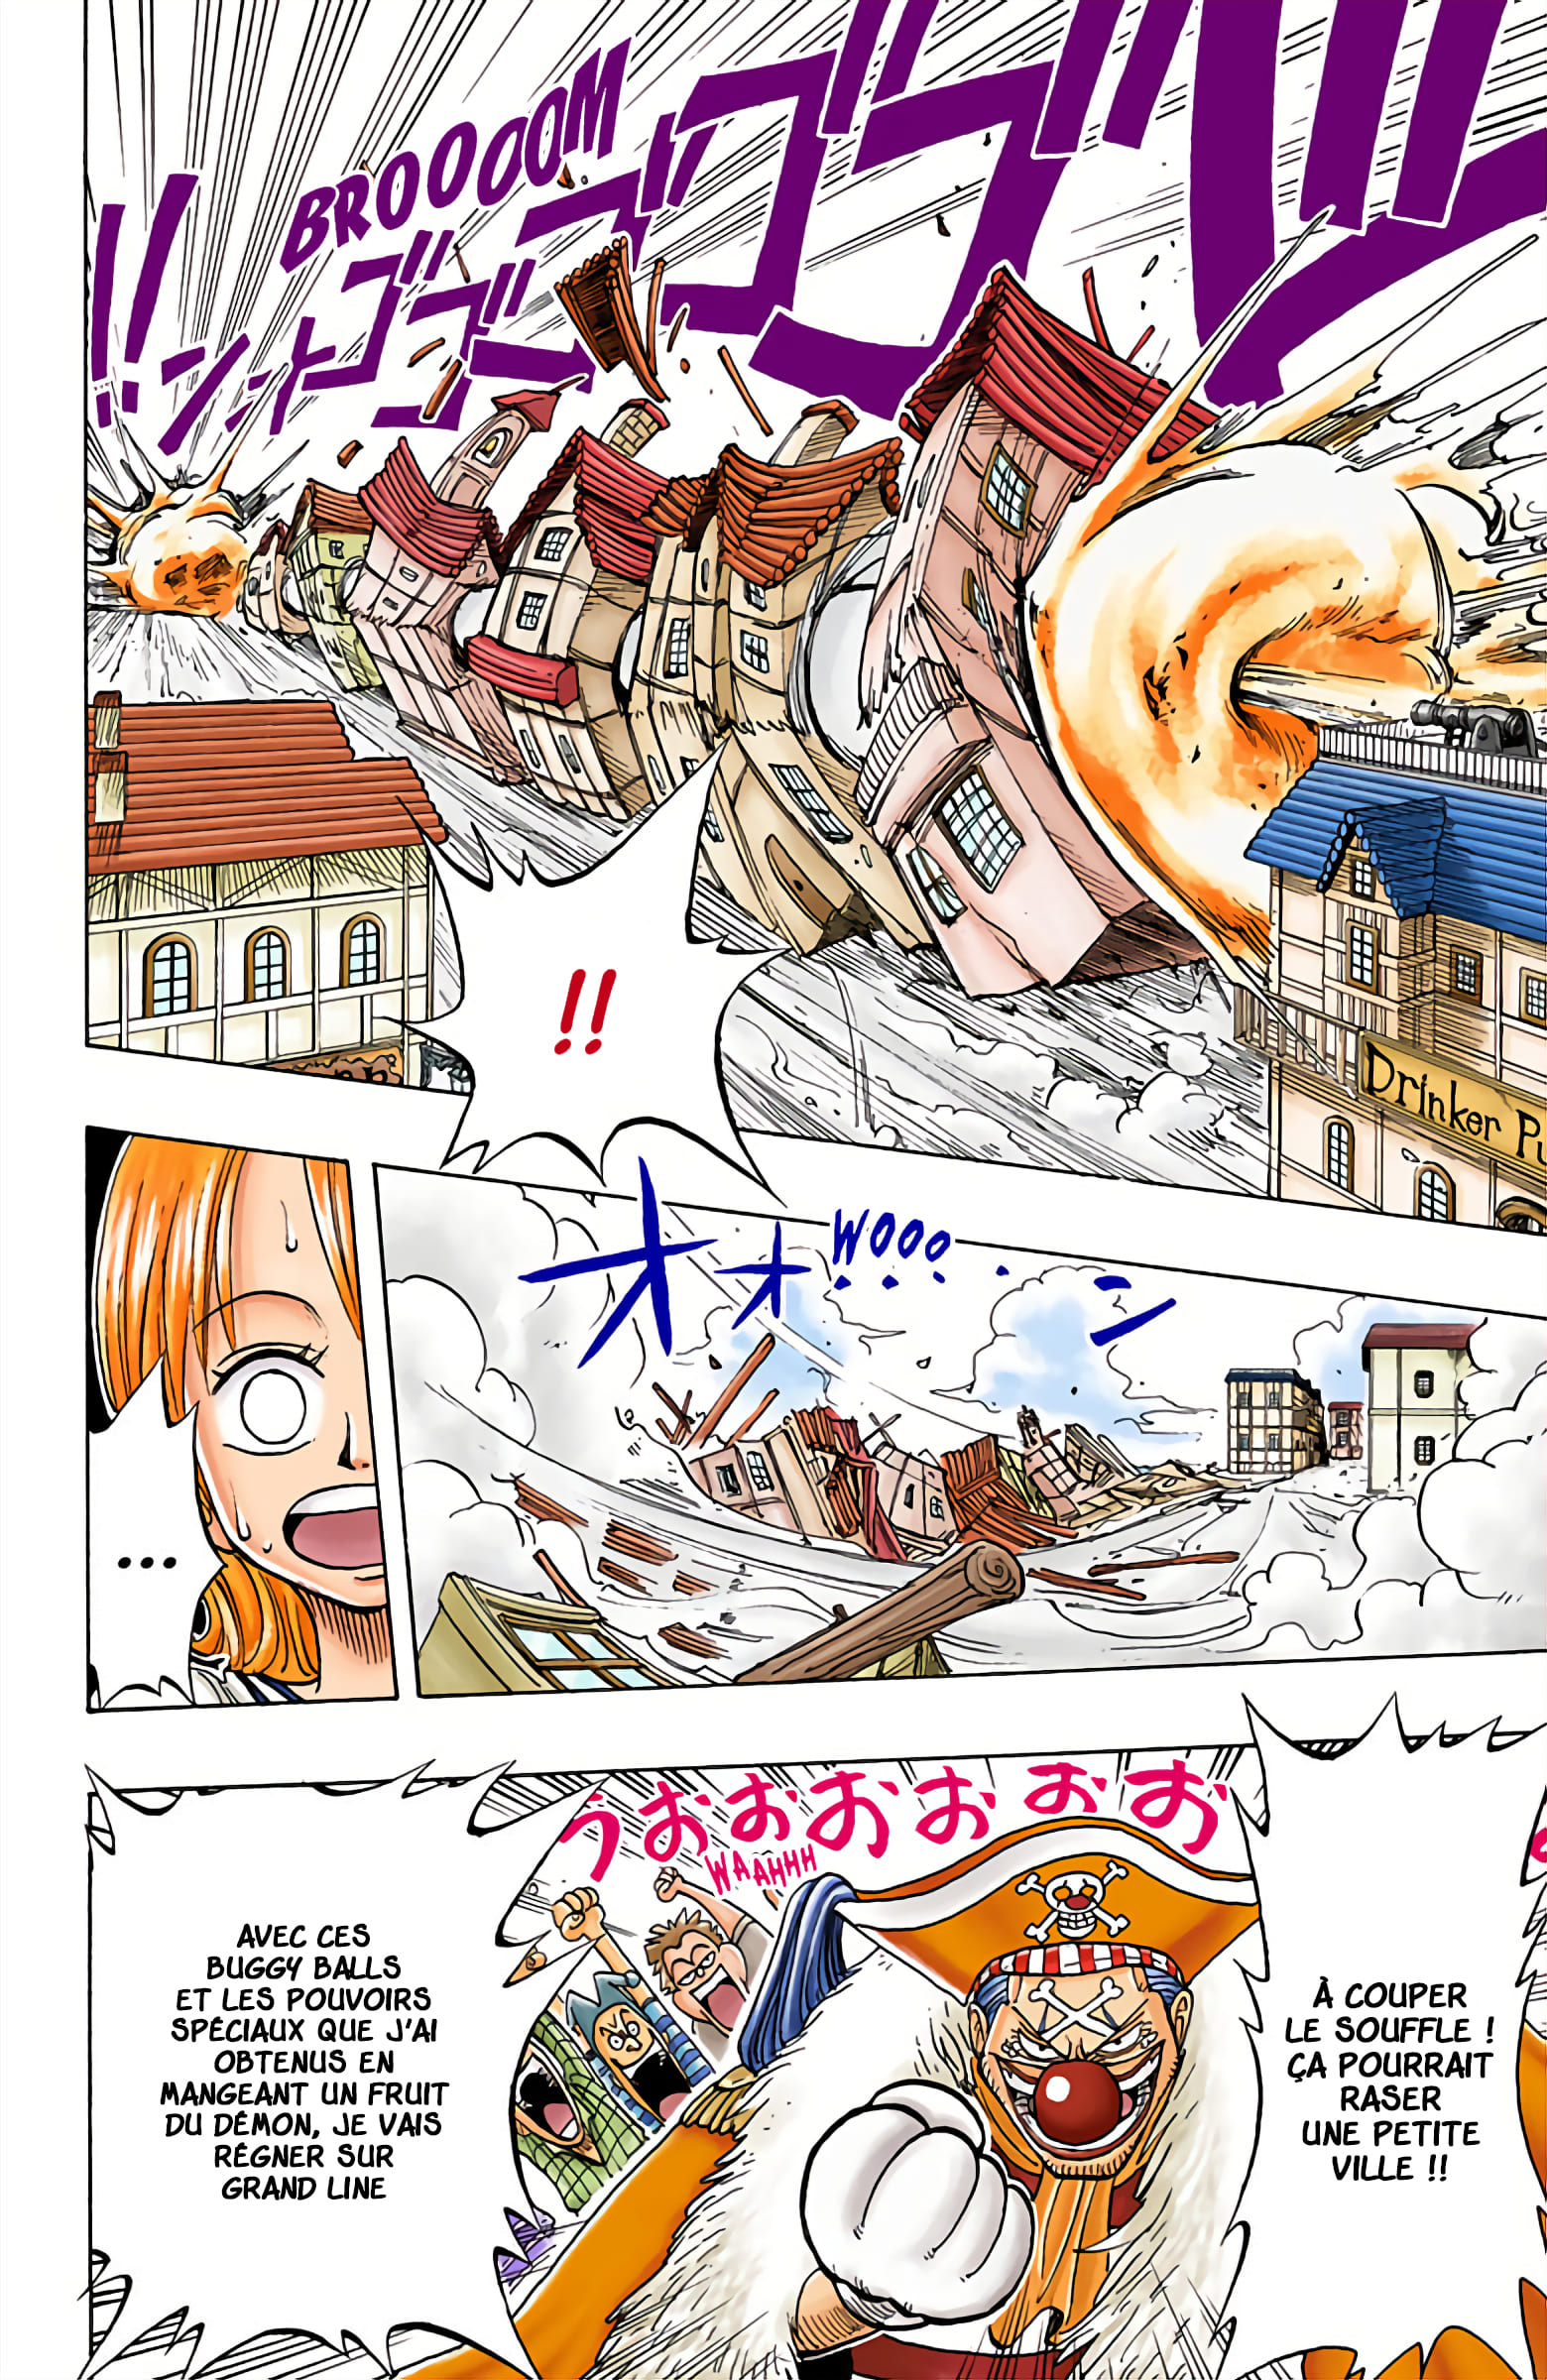 BROOOOM
ドゴゴゴゴゴォン!!
Drinker Pu
!!
WOOO
オオ・・・・・ン
...
À COUPER
LE SOUFFLE !
ÇA POURRAIT
RASER
UNE PETITE
VILLE !!
うおおおおおお
WAAHHH
AVEC CES
BUGGY BALLS
ET LES POUVOIRS
SPÉCIAUX QUE J'AI
OBTENUS EN
MANGEANT UN FRUIT
DU DÉMON, JE VAIS
RÉGNER SUR
GRAND LINE